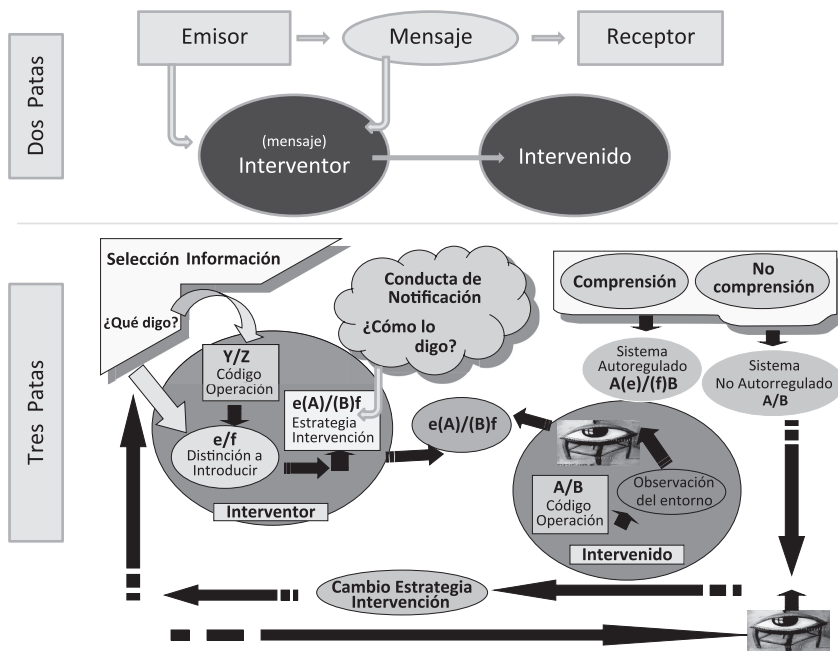 Dos Patas
Emisor
Mensaje
Receptor
(mensaje)
Interventor
Intervenido
Tres Patas
Selección Información
¿Qué digo?
Conducta de
Notificación
¿Cómo lo
digo?
Comprensión
No
comprensión
Y/Z
Código
Operación
e(A)/(B)f
Estrategia
Intervención
e/f
Distinción a
Introducir
Interventor
e(A)/(B)f
Sistema
Autoregulado
A(e)/(f)B
Sistema
No Autorregulado
A/B
A/B
Código
Operación
Observación
del entorno
Intervenido
Cambio Estrategia
Intervención